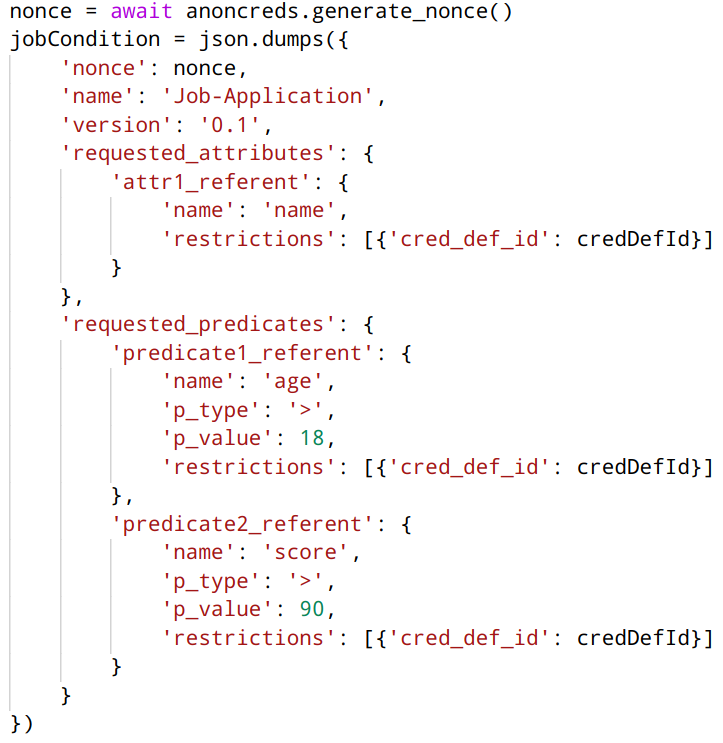 nonce = await anoncreds.generate_nonce()
jobCondition = json.dumps({
    'nonce': nonce,
    'name': 'Job-Application',
    'version': '0.1',
    'requested_attributes': {
        'attr1_referent': {
            'name': 'name',
            'restrictions': [{'cred_def_id': credDefId}]
        }
    },
    'requested_predicates': {
        'predicate1_referent': {
            'name': 'age',
            'p_type': '>',
            'p_value': 18,
            'restrictions': [{'cred_def_id': credDefId}]
        },
        'predicate2_referent': {
            'name': 'score',
            'p_type': '>',
            'p_value': 90,
            'restrictions': [{'cred_def_id': credDefId}]
        }
    }
})